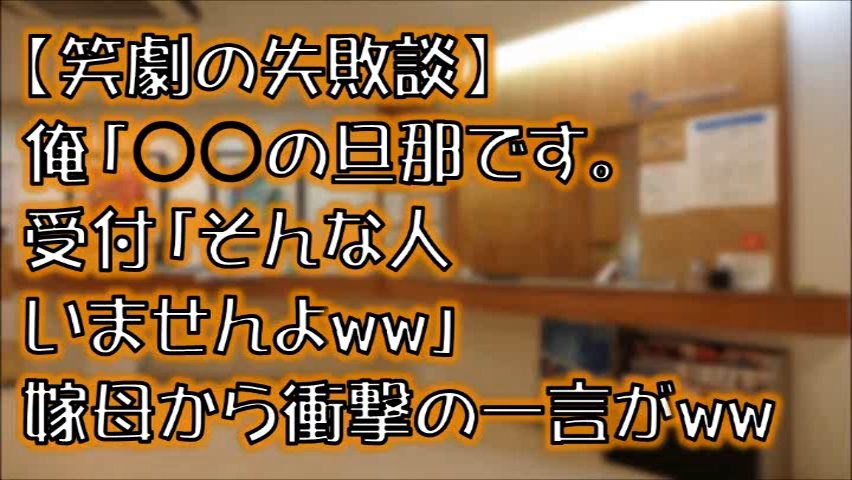 【笑劇の失敗談】
俺「〇〇の旦那です。
受付「そんな人
いませんよww」
嫁母から衝撃の一言がww